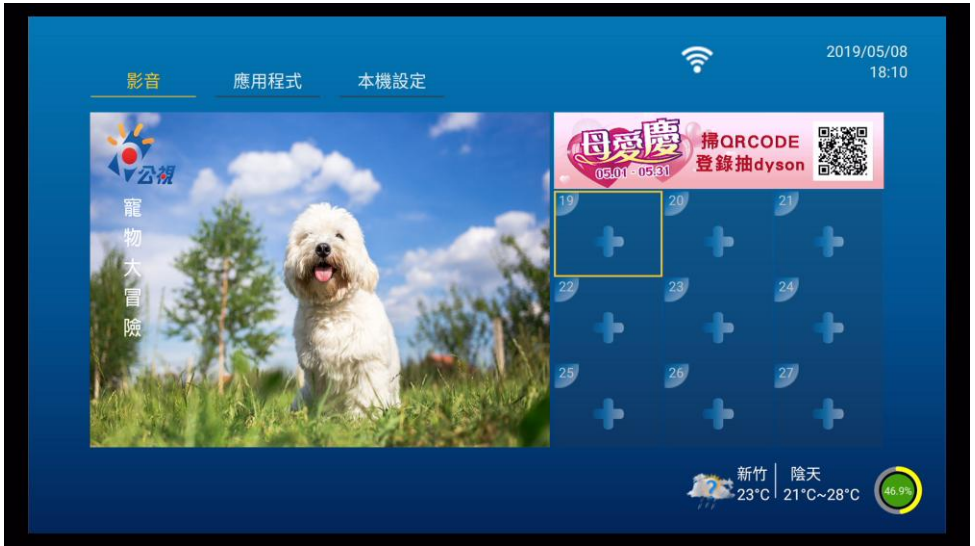 2019/05/08
18:10
影音
應用程式
本機設定
公視
寵
物
大
冒
險
母愛慶
05.01 - 05.31
掃QRCODE
登錄抽dyson
19
20
21
22
23
24
25
26
27
新竹
23°C
陰天
21°C~28°C
46.9%